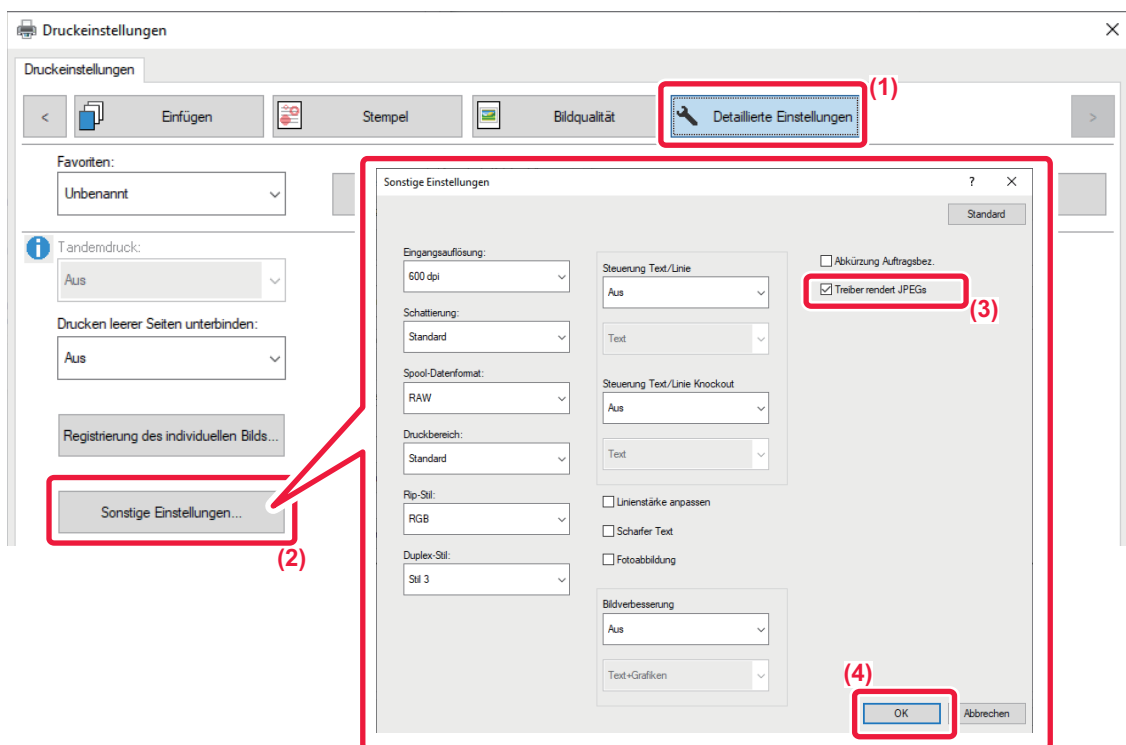 Druckeinstellungen
Druckeinstellungen
(1)
<
Einfügen
Stempel
Bildqualität
Detaillierte Einstellungen
>
Favoriten:
Unbenannt
Tandemdruck:
Aus
Drucken leerer Seiten unterbinden:
Aus
Registrierung des individuellen Bilds...
Sonstige Einstellungen...
(2)
Sonstige Einstellungen
?
Standard
Eingangsauflösung:
600 dpi
Schattierung:
Standard
Spool-Datenformat:
RAW
Druckbereich:
Standard
Rip-Stil:
RGB
Duplex-Stil:
Stil 3
Steuerung Text/Linie
Aus
Text
Steuerung Text/Linie Knockout
Aus
Text
Linienstärke anpassen
Scharfer Text
Fotoabbildung
Bildverbesserung
Aus
Text+Grafiken
Abkürzung Auftragsbez.
Treiber rendert JPEGs
(3)
(4)
OK
Abbrechen